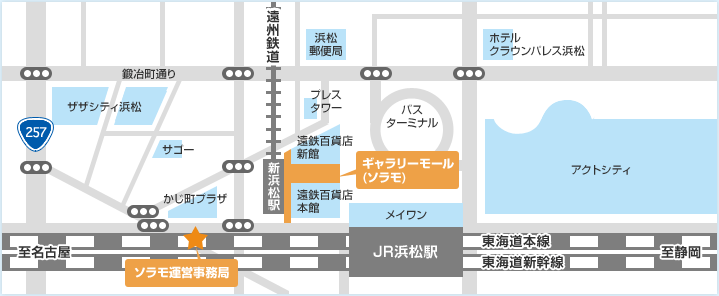 遠州鉄道
浜松
郵便局
ホテル
クラウンパレス浜松
鍛冶町通り
ザザシティ浜松
プレス
タワー
バス
ターミナル
257
サゴー
遠鉄百貨店
新館
ギャラリーモール
(ソラモ)
アクトシティ
新浜松駅
かじ町プラザ
遠鉄百貨店
本館
メイワン
至名古屋
JR浜松駅
東海道本線
東海道新幹線
至静岡
ソラモ運営事務局